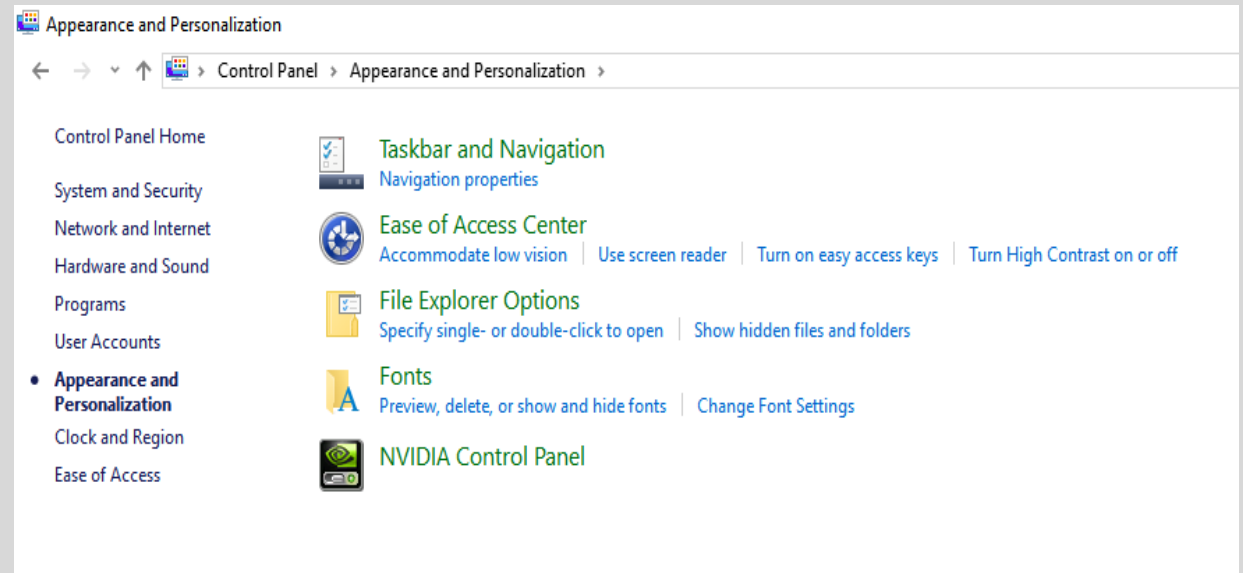 Appearance and Personalization
Control Panel > Appearance and Personalization >
Control Panel Home
System and Security
Network and Internet
Hardware and Sound
Programs
User Accounts
Appearance and
Personalization
Clock and Region
Ease of Access
Taskbar and Navigation
Navigation properties
Ease of Access Center
Accommodate low vision | Use screen reader | Turn on easy access keys | Turn High Contrast on or off
File Explorer Options
Specify single- or double-click to open | Show hidden files and folders
Fonts
Preview, delete, or show and hide fonts | Change Font Settings
NVIDIA Control Panel